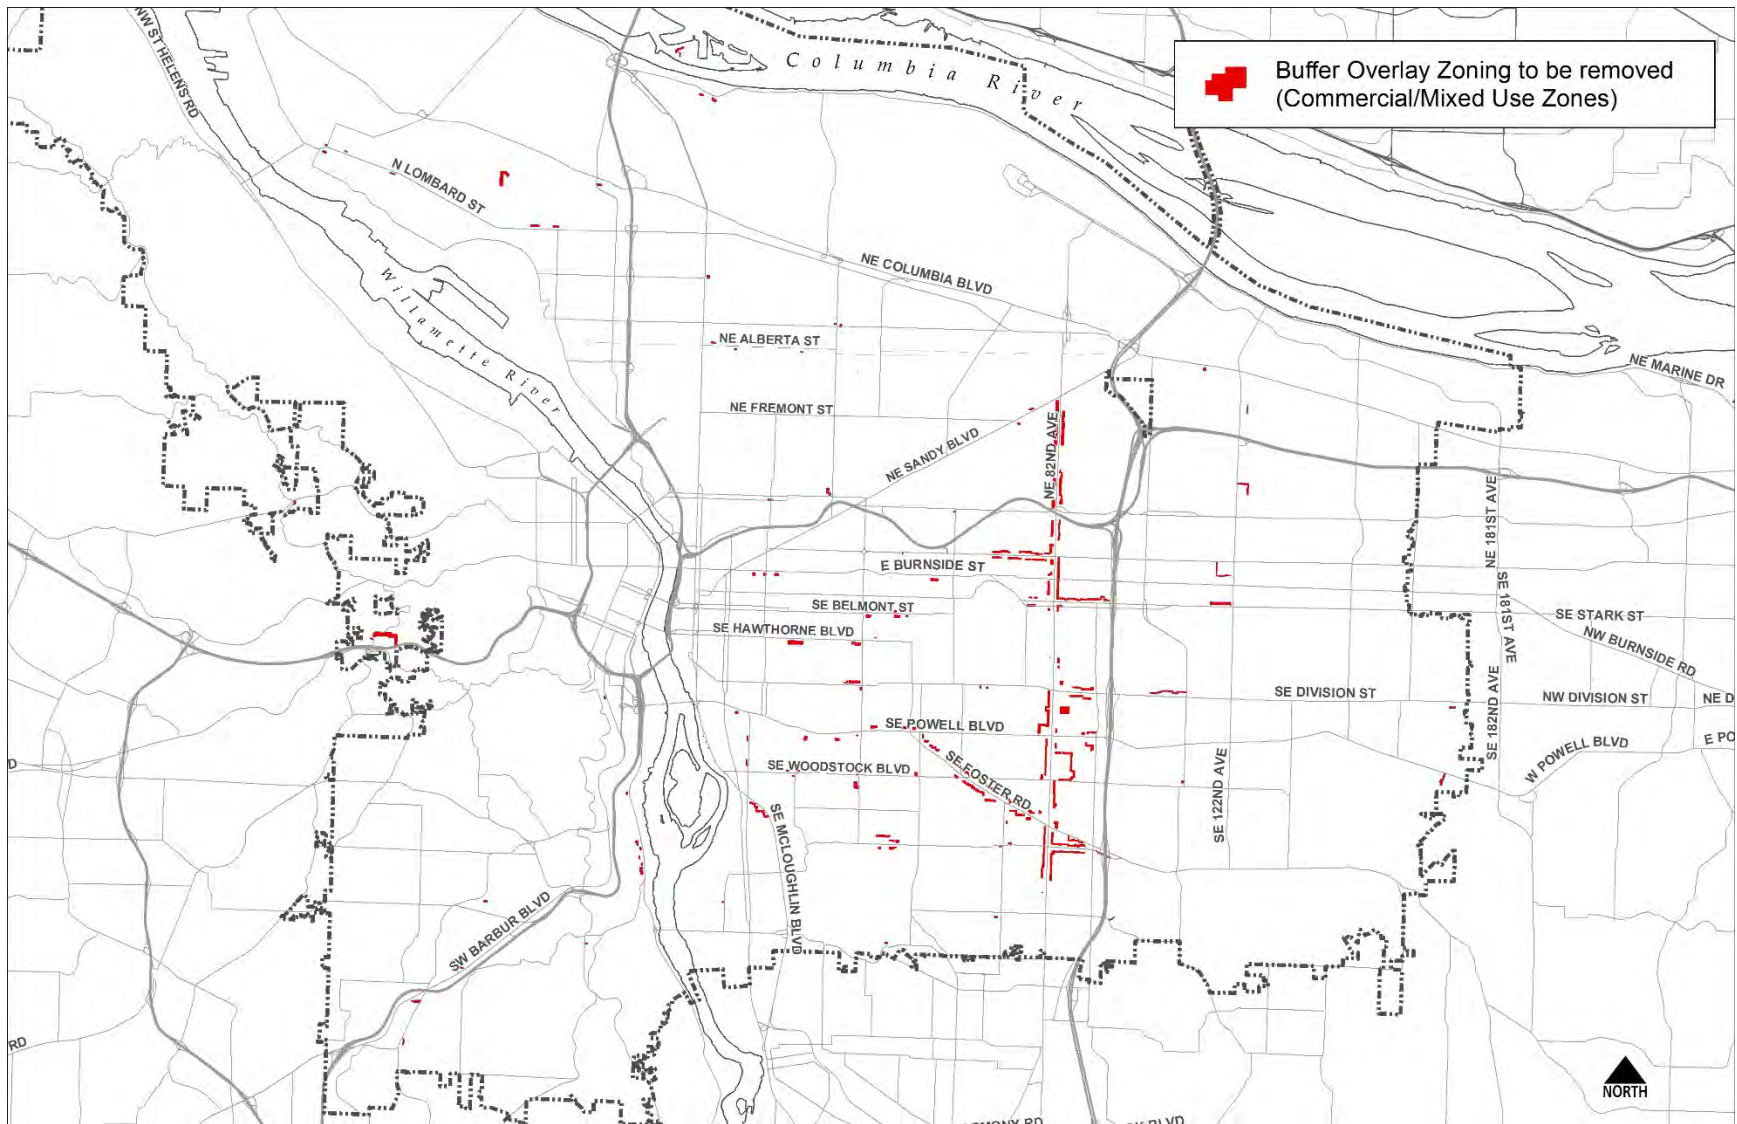 NW ST HELENS RD
Columbia River
Buffer Overlay Zoning to be removed
(Commercial/Mixed Use Zones)
N LOMBARD ST
NE COLUMBIA BLVD
Willamette River
NE ALBERTA ST
NE MARINE DR
NE FREMONT ST
NE SANDY BLVD
NE 82ND AVE
NE 181ST AVE
E BURNSIDE ST
SE BELMONT ST
SE 181ST AVE
SE STARK ST
SE HAWTHORNE BLVD
NW BURNSIDE RD
SE DIVISION ST
NW DIVISION ST
NE D
SE 182ND AVE
SE POWELL BLVD
E PO
W POWELL BLVD
D
SE WOODSTOCK BLVD
SE FOSTER RD
SE 122ND AVE
SE MCLOUGHLIN BLVD
SW BARBUR BLVD
RD
NORTH